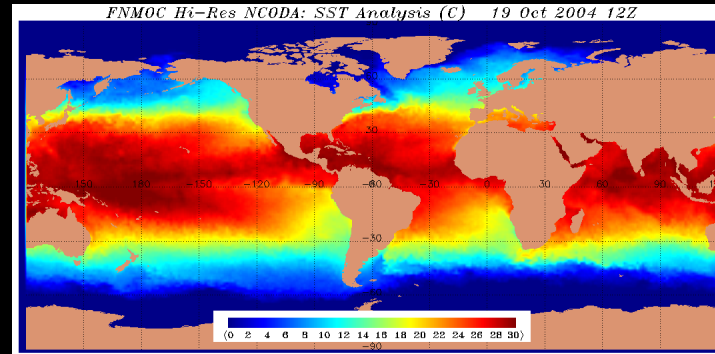 FNMOC Hi-Res NCODA: SST Analysis (C) 19 Oct 2004 12Z
30
-150 -180 -150 -90 -60 -30 0 30 60 90
-30
⟨0 2 4 6 8 10 12 14 16 18 20 22 24 26 28 30⟩
-90